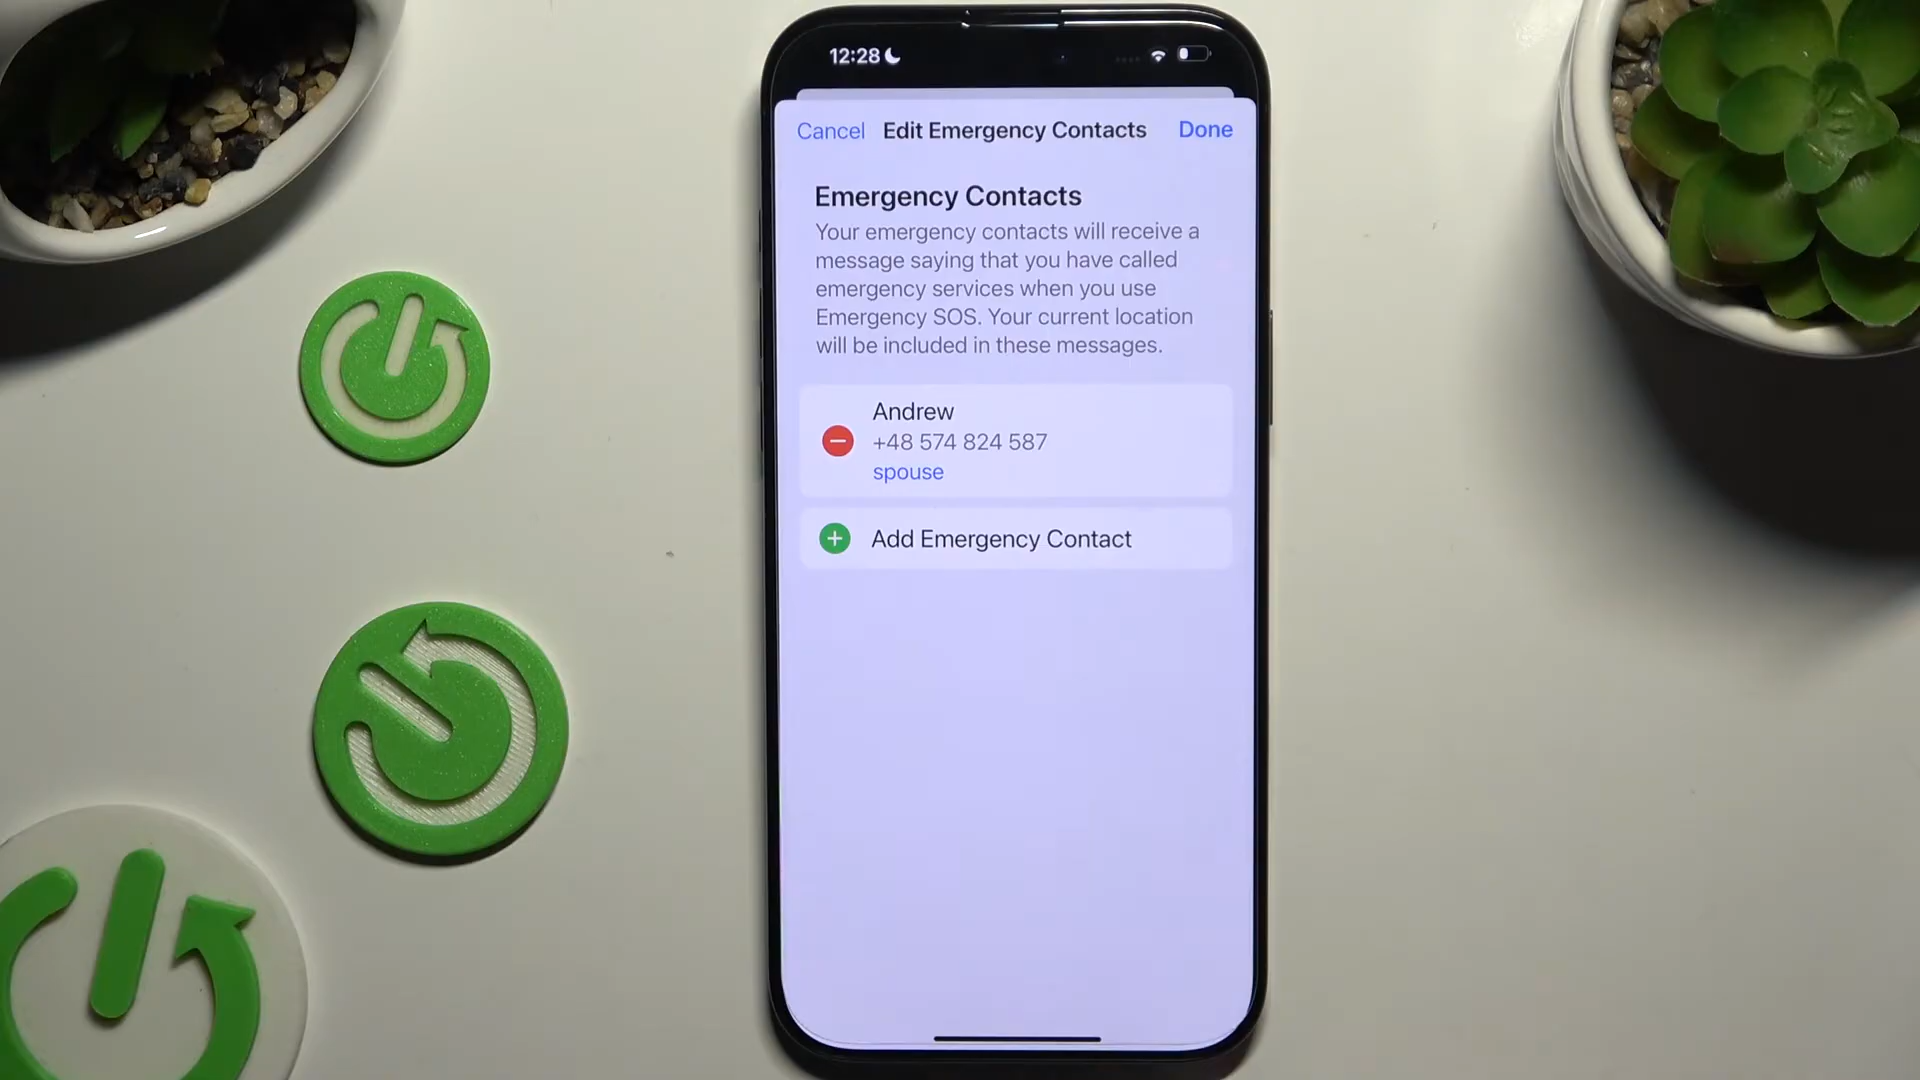 12:28
Cancel Edit Emergency Contacts Done
Emergency Contacts
Your emergency contacts will receive a
message saying that you have called
emergency services when you use
Emergency SOS. Your current location
will be included in these messages.
Andrew
+48 574 824 587
spouse
Add Emergency Contact